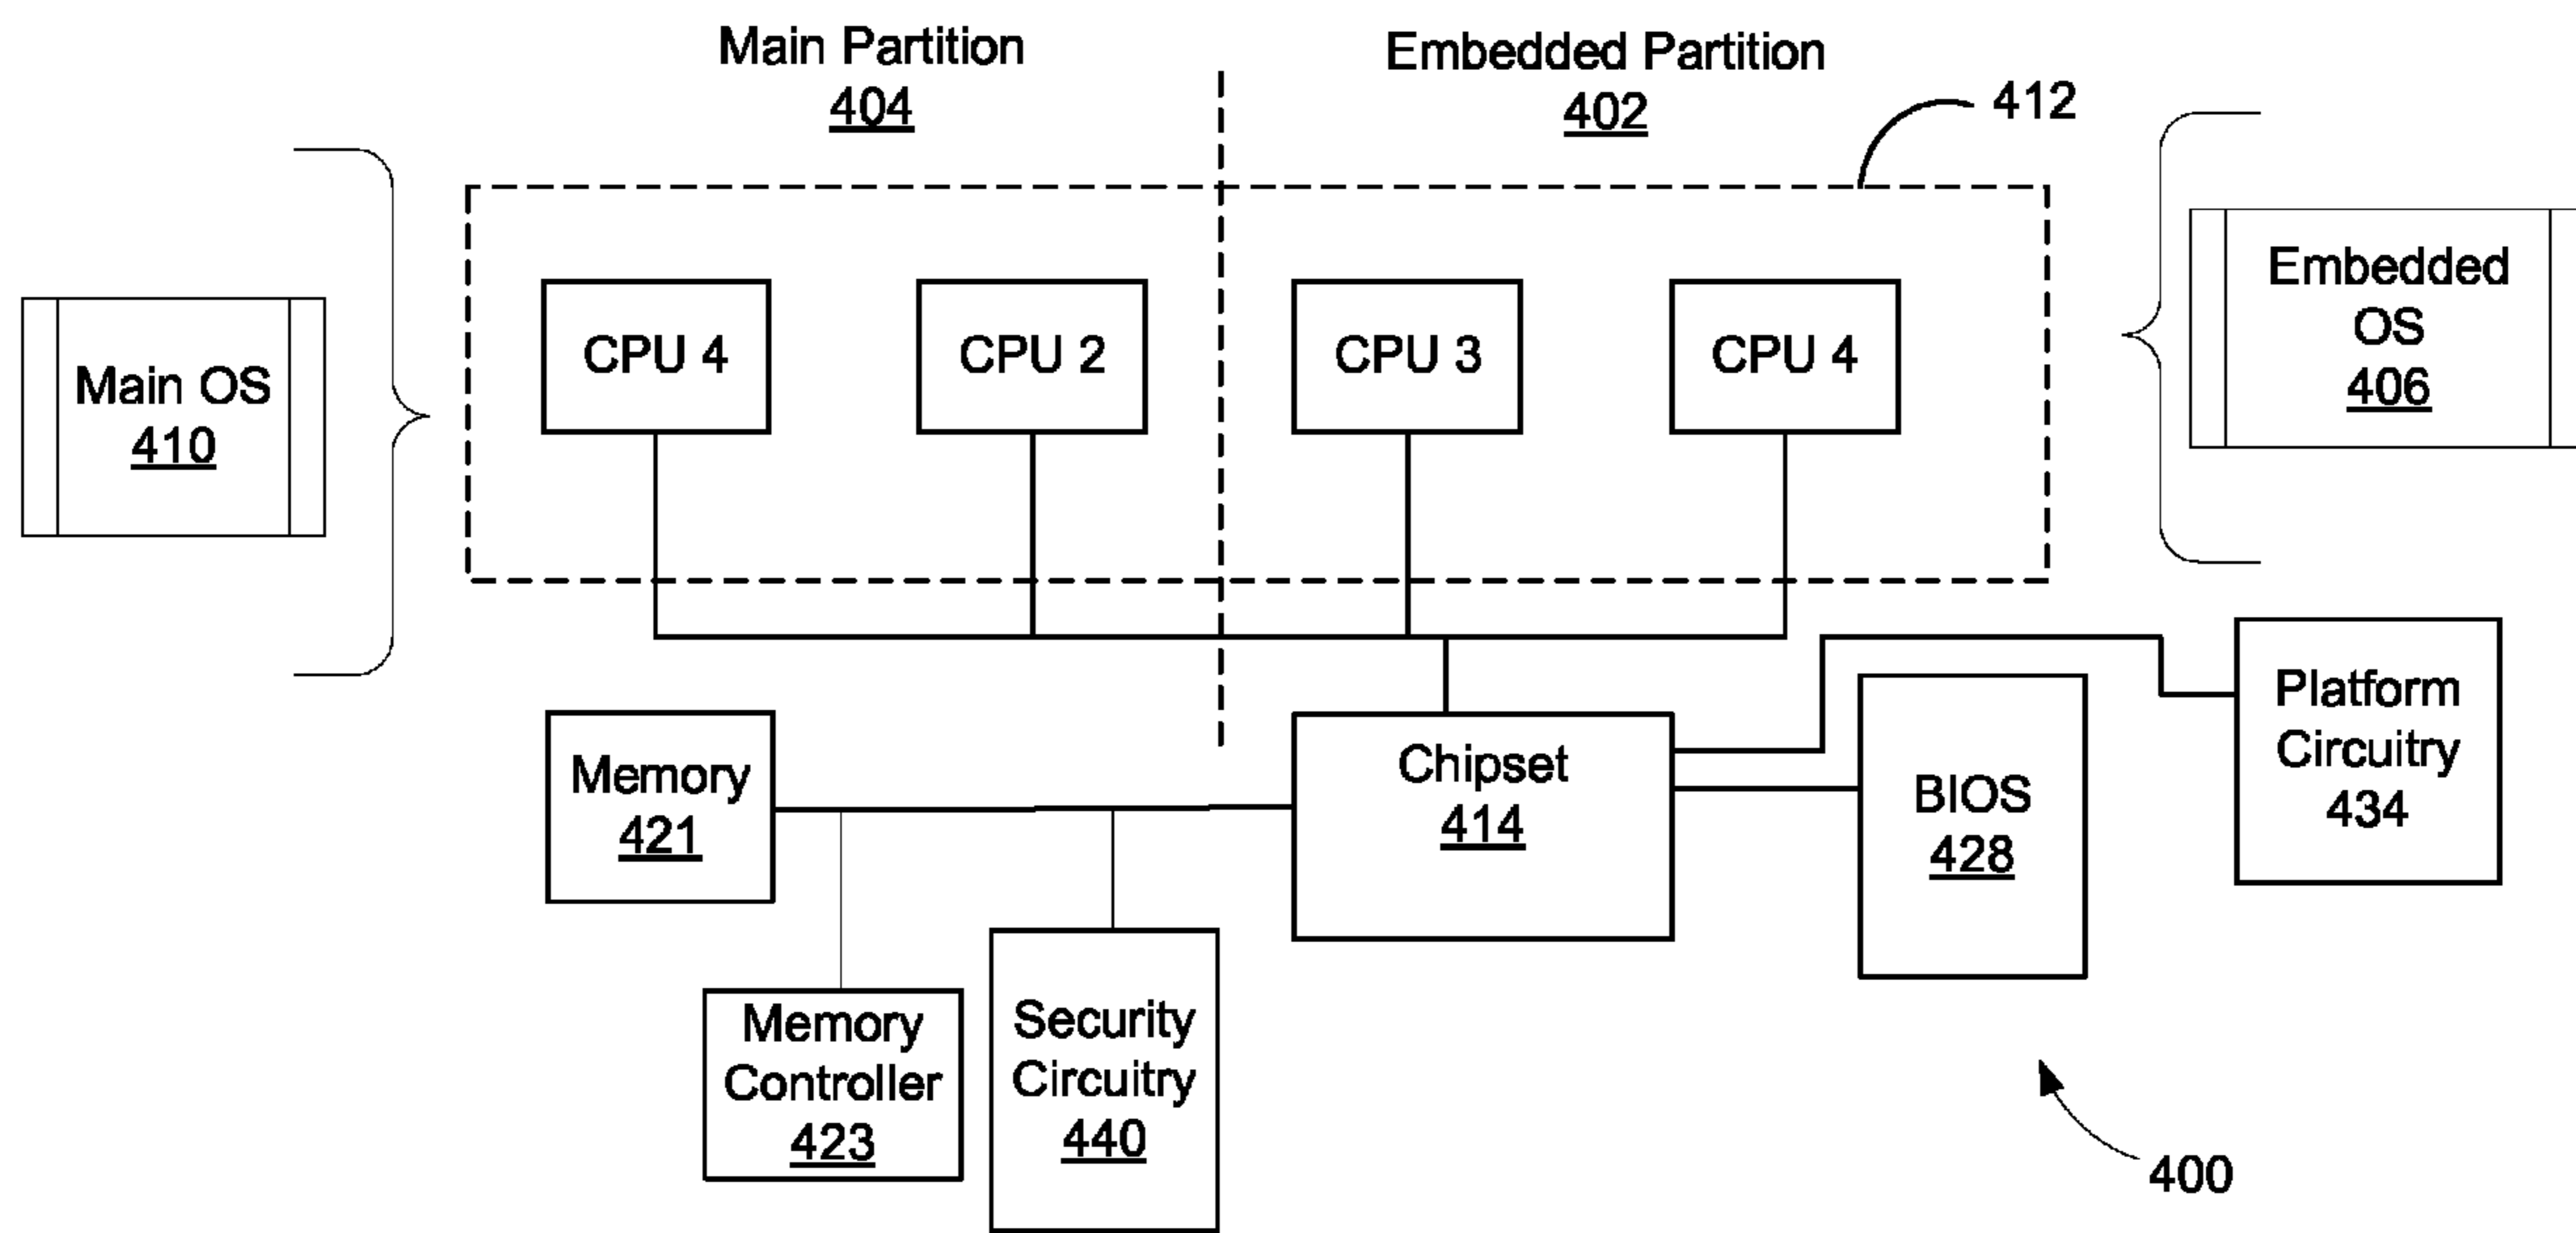 Main Partition
404
Embedded Partition
402
412
Main OS
410
CPU 4
CPU 2
CPU 3
CPU 4
Embedded
OS
406
Memory
421
Chipset
414
BIOS
428
Platform
Circuitry
434
Memory
Controller
423
Security
Circuitry
440
400